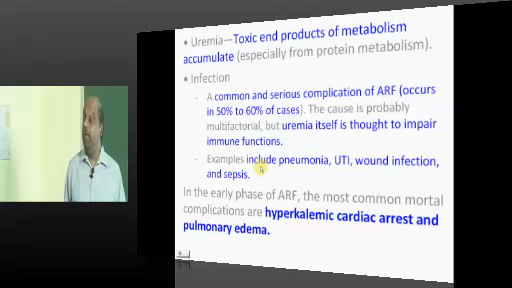 • Uremia—Toxic end products of metabolism
accumulate (especially from protein metabolism).
• Infection
- A common and serious complication of ARF (occurs
in 50% to 60% of cases). The cause is probably
multifactorial, but uremia itself is thought to impair
immune functions.
- Examples include pneumonia, UTI, wound infection,
and sepsis.
In the early phase of ARF, the most common mortal
complications are hyperkalemic cardiac arrest and
pulmonary edema.